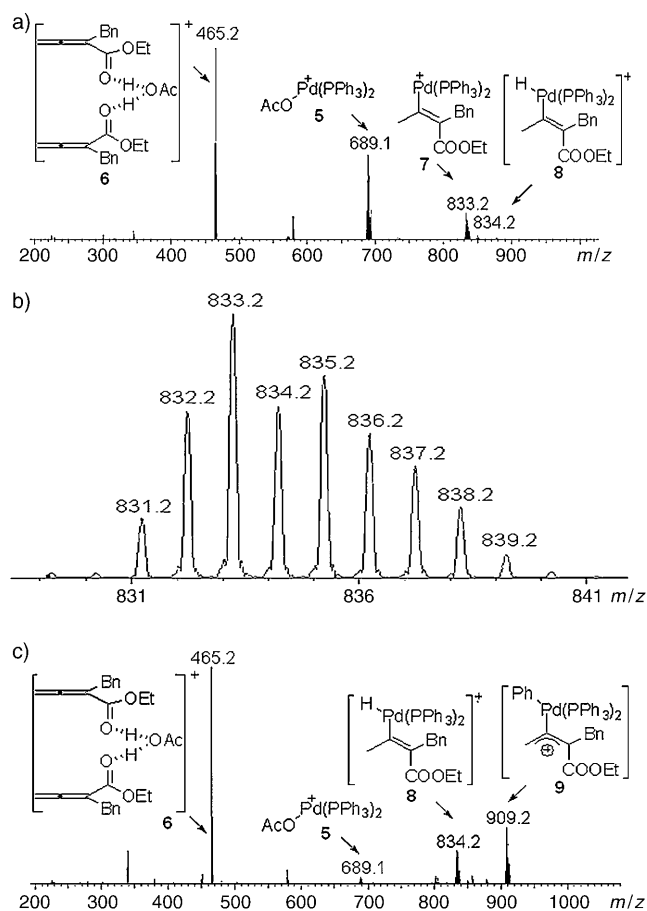 a)
Bn
OEt
O
H
OAc
H
O
OEt
Bn
6
+
465.2
+
Pd(PPh3)2
AcO
5
689.1
+
Pd(PPh3)2
Bn
COOEt
7
833.2
H
Pd(PPh3)2
Bn
COOEt
8
+
834.2
200 300 400 500 600 700 800 900 m/z
b)
831.2
832.2
833.2
834.2
835.2
836.2
837.2
838.2
839.2
831 836 841 m/z
c)
Bn
OEt
O
H
OAc
H
O
OEt
Bn
6
+
465.2
+
Pd(PPh3)2
AcO
5
689.1
H
Pd(PPh3)2
Bn
COOEt
8
+
834.2
Ph
Pd(PPh3)2
Bn
⊕
COOEt
9
+
909.2
200 300 400 500 600 700 800 900 1000 m/z